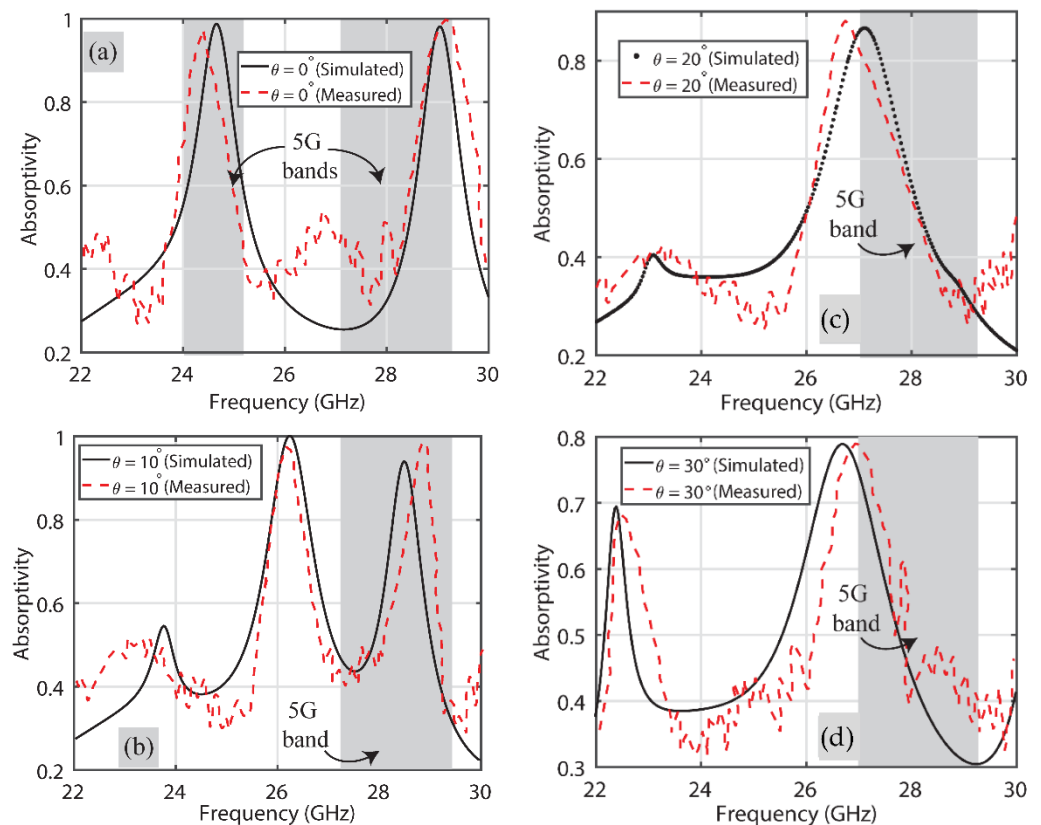 (a)
θ = 0° (Simulated)
θ = 0° (Measured)
5G
bands
Absorptivity
1
0.8
0.6
0.4
0.2
22 24 26 28 30
Frequency (GHz)
(c)
θ = 20° (Simulated)
θ = 20° (Measured)
5G
band
Absorptivity
0.8
0.6
0.4
0.2
22 24 26 28 30
Frequency (GHz)
(b)
θ = 10° (Simulated)
θ = 10° (Measured)
5G
band
Absorptivity
1
0.8
0.6
0.4
0.2
22 24 26 28 30
Frequency (GHz)
(d)
θ = 30° (Simulated)
θ = 30° (Measured)
5G
band
Absorptivity
0.8
0.7
0.6
0.5
0.4
0.3
22 24 26 28 30
Frequency (GHz)